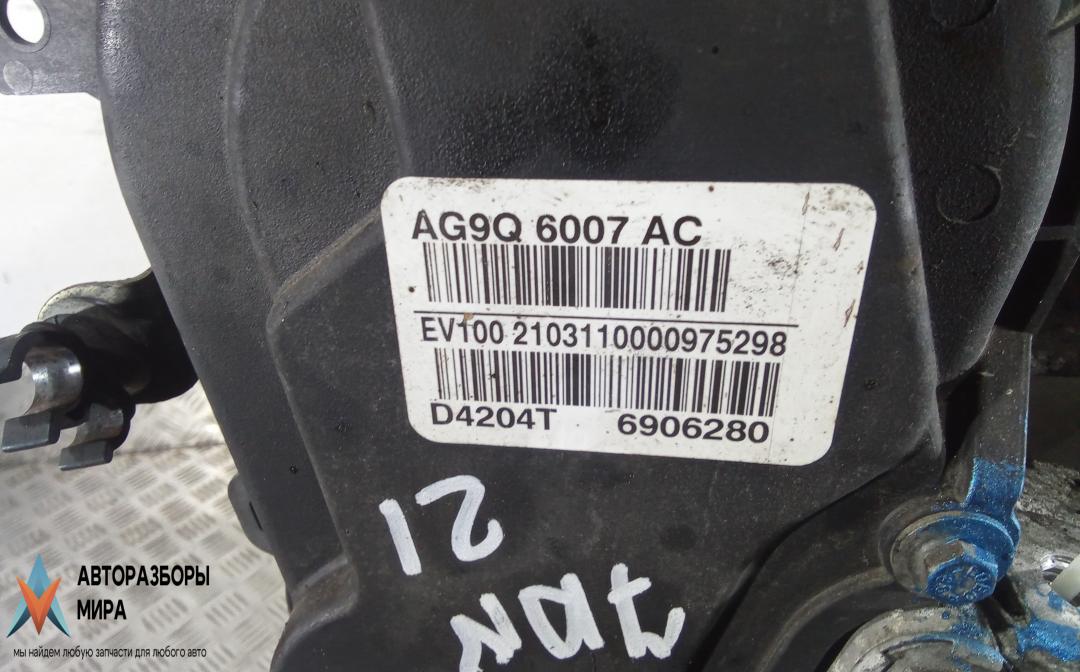 AG9Q 6007 AC
EV100 2103110000975298
D4204T 6906280
21
АВТОРАЗБОРЫ
МИРА
мы найдем любую запчасти для любого авто